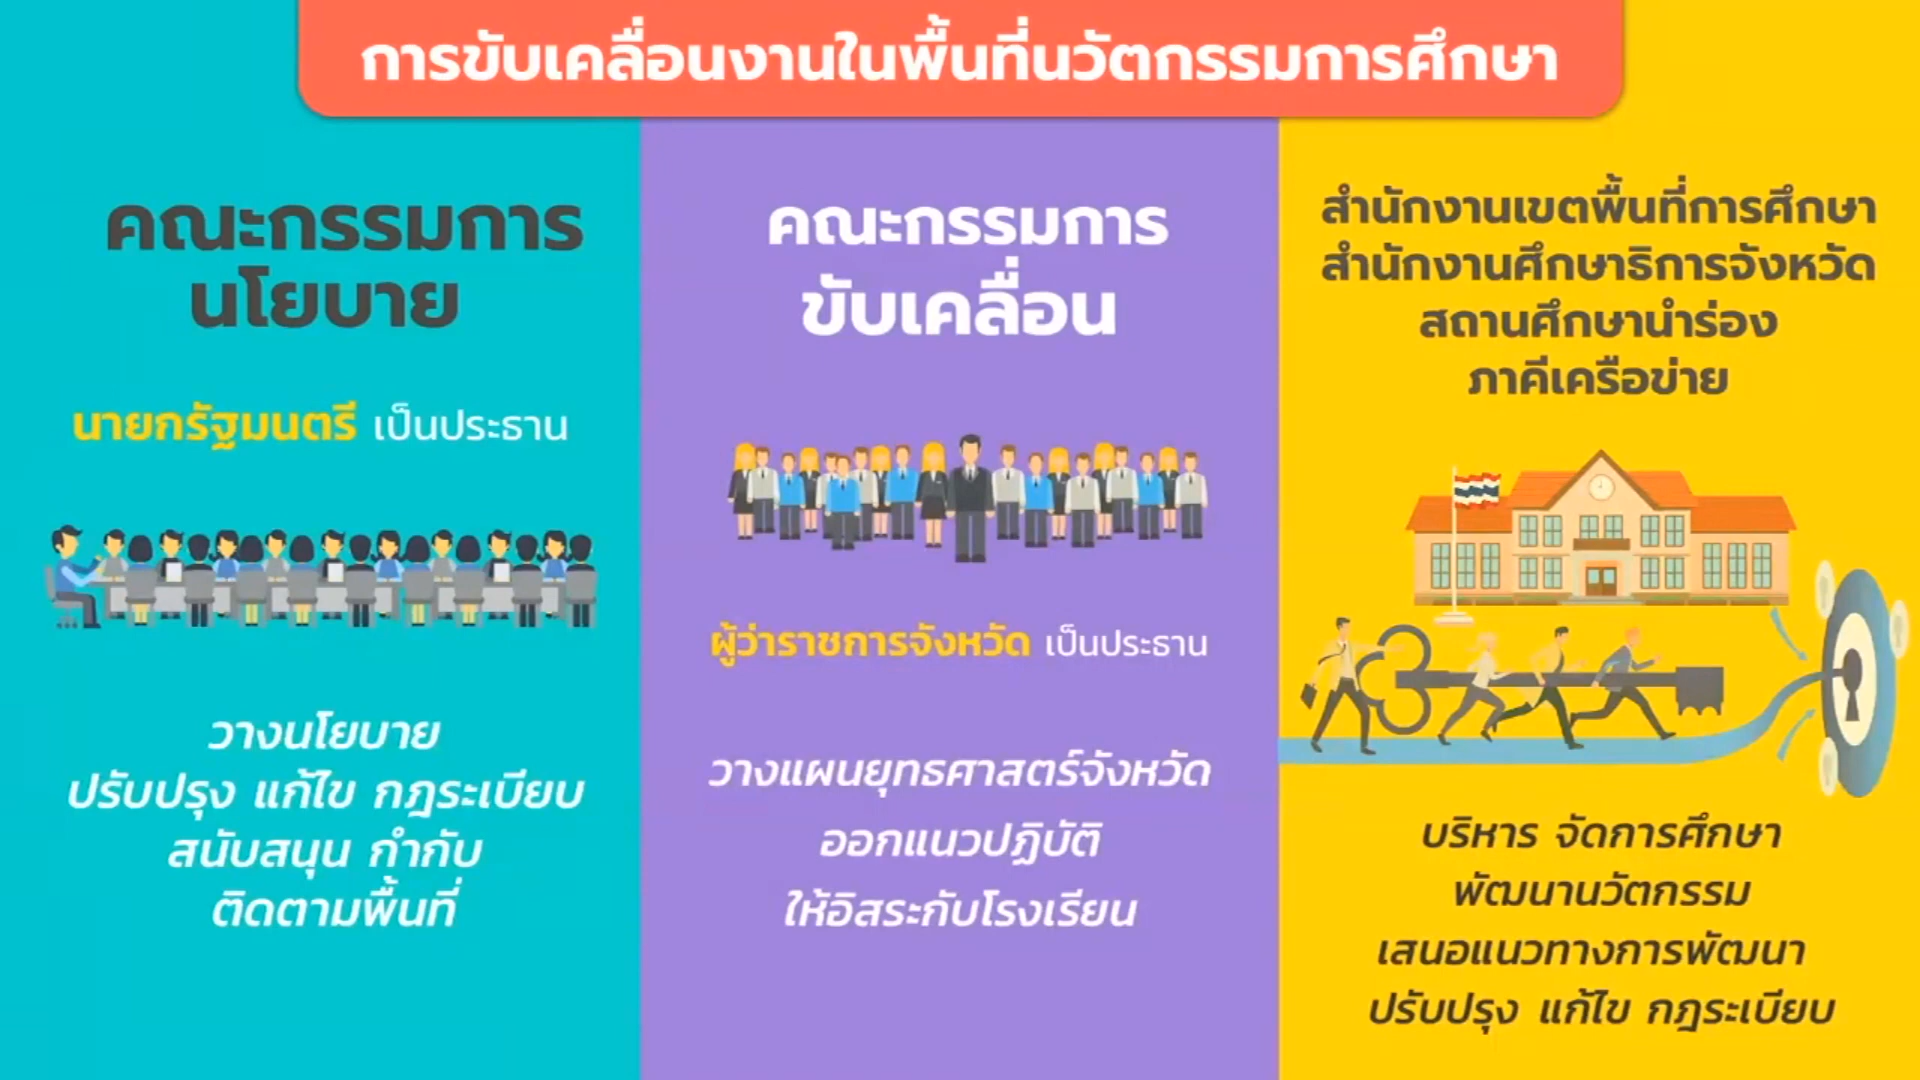 การขับเคลื่อนงานในพื้นที่นวัตกรรมการศึกษา
คณะกรรมการ
นโยบาย
นายกรัฐมนตรี เป็นประธาน
วางนโยบาย
ปรับปรุง แก้ไข กฎระเบียบ
สนับสนุน กำกับ
ติดตามพื้นที่
คณะกรรมการ
ขับเคลื่อน
ผู้ว่าราชการจังหวัด เป็นประธาน
วางแผนยุทธศาสตร์จังหวัด
ออกแนวปฏิบัติ
ให้อิสระกับโรงเรียน
สำนักงานเขตพื้นที่การศึกษา
สำนักงานศึกษาธิการจังหวัด
สถานศึกษานำร่อง
ภาคีเครือข่าย
บริหาร จัดการศึกษา
พัฒนานวัตกรรม
เสนอแนวทางการพัฒนา
ปรับปรุง แก้ไข กฎระเบียบ